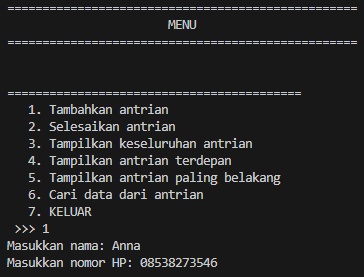 ==================================================
MENU
==================================================
==========================================
1. Tambahkan antrian
2. Selesaikan antrian
3. Tampilkan keseluruhan antrian
4. Tampilkan antrian terdepan
5. Tampilkan antrian paling belakang
6. Cari data dari antrian
7. KELUAR
>>> 1
Masukkan nama: Anna
Masukkan nomor HP: 08538273546